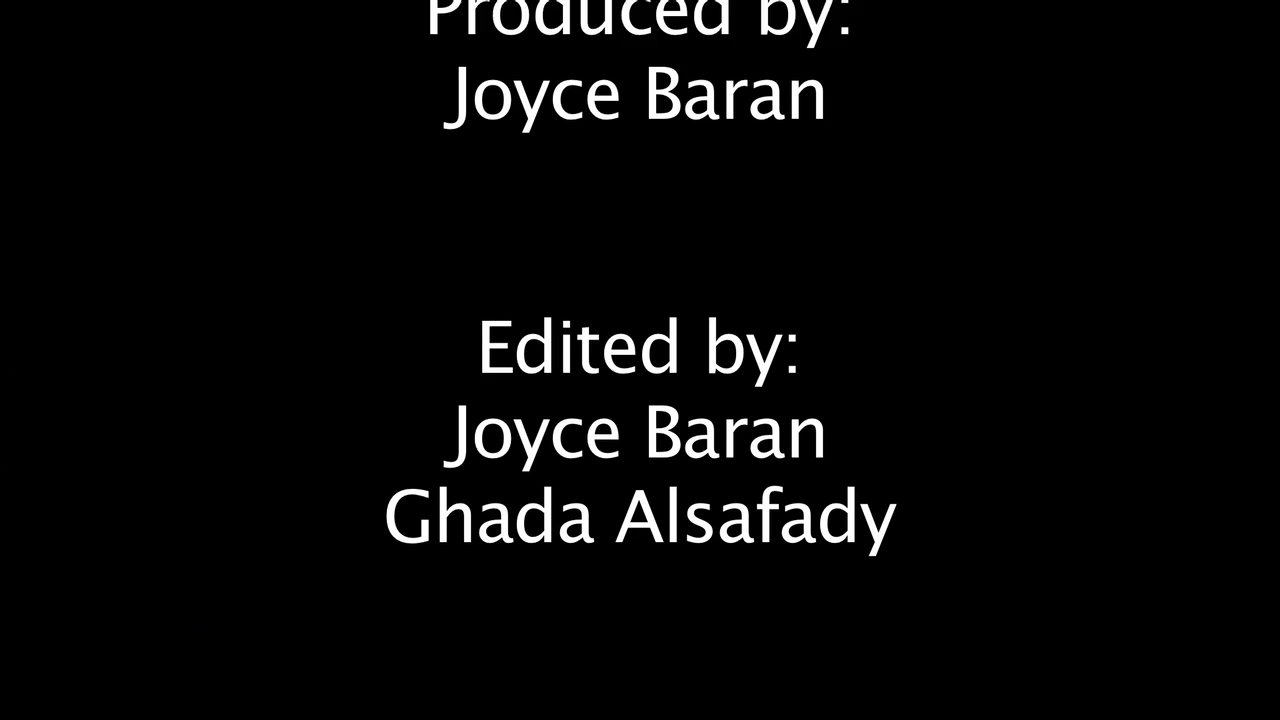 Produced by:
Joyce Baran
Edited by:
Joyce Baran
Ghada Alsafady